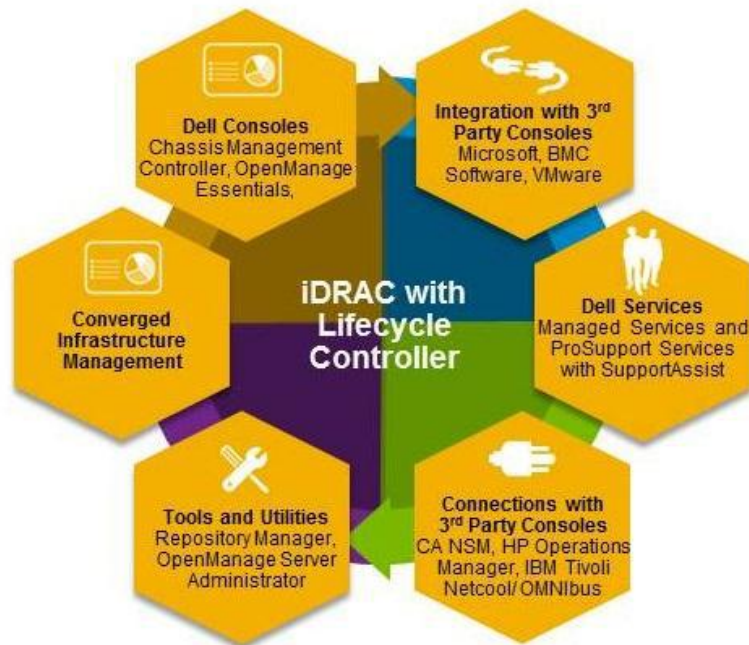 Dell Consoles
Chassis Management
Controller, OpenManage
Essentials,
Integration with 3rd
Party Consoles
Microsoft, BMC
Software, VMware
Converged
Infrastructure
Management
iDRAC with
Lifecycle
Controller
Dell Services
Managed Services and
ProSupport Services
with SupportAssist
Tools and Utilities
Repository Manager,
OpenManage Server
Administrator
Connections with
3rd Party Consoles
CA NSM, HP Operations
Manager, IBM Tivoli
Netcool/OMNIbus